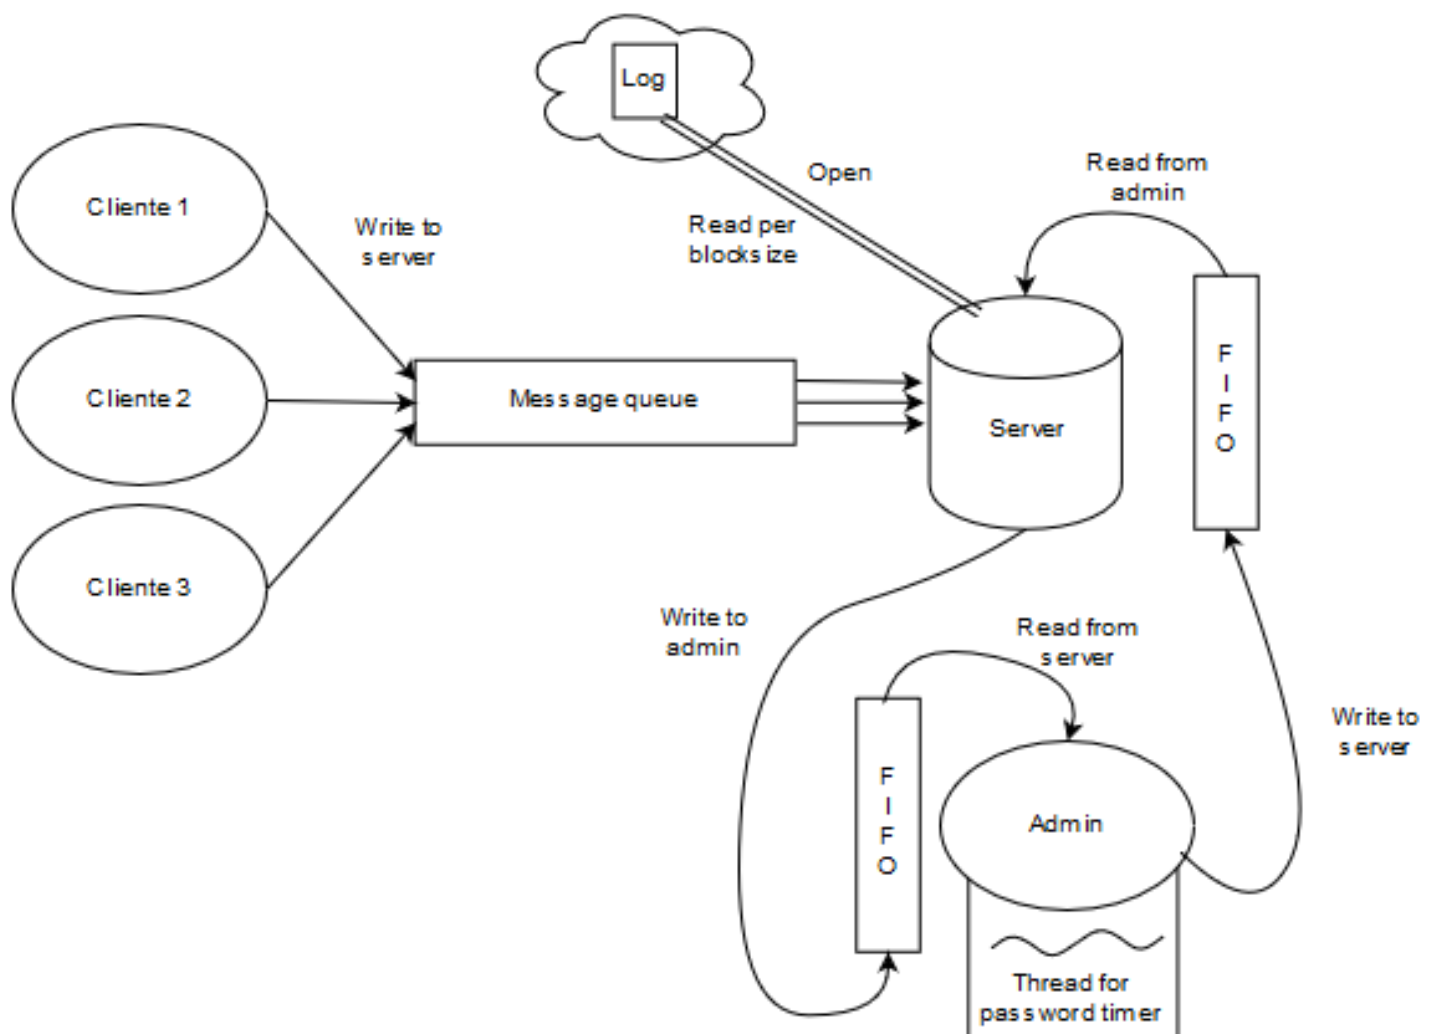 Log
Open
Read from
admin
Cliente 1
Write to
server
Read per
blocksize
F
I
F
O
Cliente 2
Message queue
Server
Cliente 3
Write to
admin
Read from
server
Write to
server
F
I
F
O
Admin
Thread for
password timer